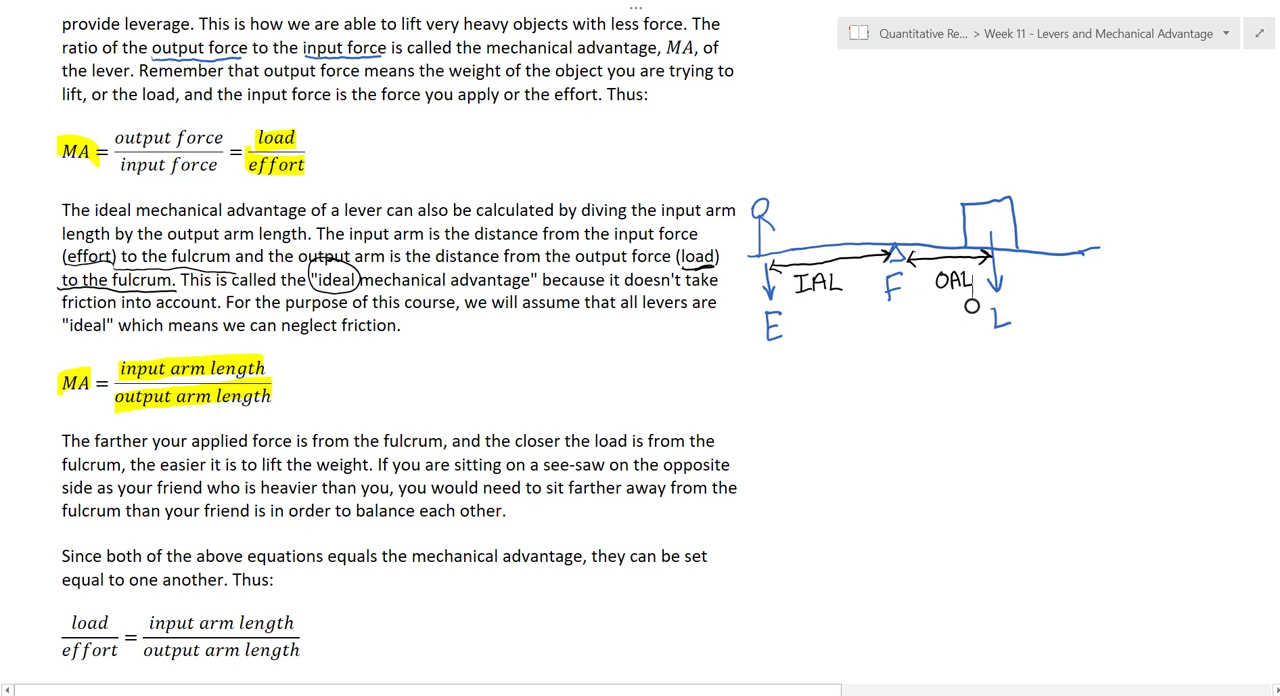 provide leverage. This is how we are able to lift very heavy objects with less force. The
ratio of the output force to the input force is called the mechanical advantage, MA, of
the lever. Remember that output force means the weight of the object you are trying to
lift, or the load, and the input force is the force you apply or the effort. Thus:
MA = output force / input force = load / effort
The ideal mechanical advantage of a lever can also be calculated by diving the input arm
length by the output arm length. The input arm is the distance from the input force
(effort) to the fulcrum and the output arm is the distance from the output force (load)
to the fulcrum. This is called the "ideal mechanical advantage" because it doesn't take
friction into account. For the purpose of this course, we will assume that all levers are
"ideal" which means we can neglect friction.
MA = input arm length / output arm length
The farther your applied force is from the fulcrum, and the closer the load is from the
fulcrum, the easier it is to lift the weight. If you are sitting on a see-saw on the opposite
side as your friend who is heavier than you, you would need to sit farther away from the
fulcrum than your friend is in order to balance each other.
Since both of the above equations equals the mechanical advantage, they can be set
equal to one another. Thus:
load / effort = input arm length / output arm length
Quantitative Re... > Week 11 - Levers and Mechanical Advantage
IAL F OAL
E L